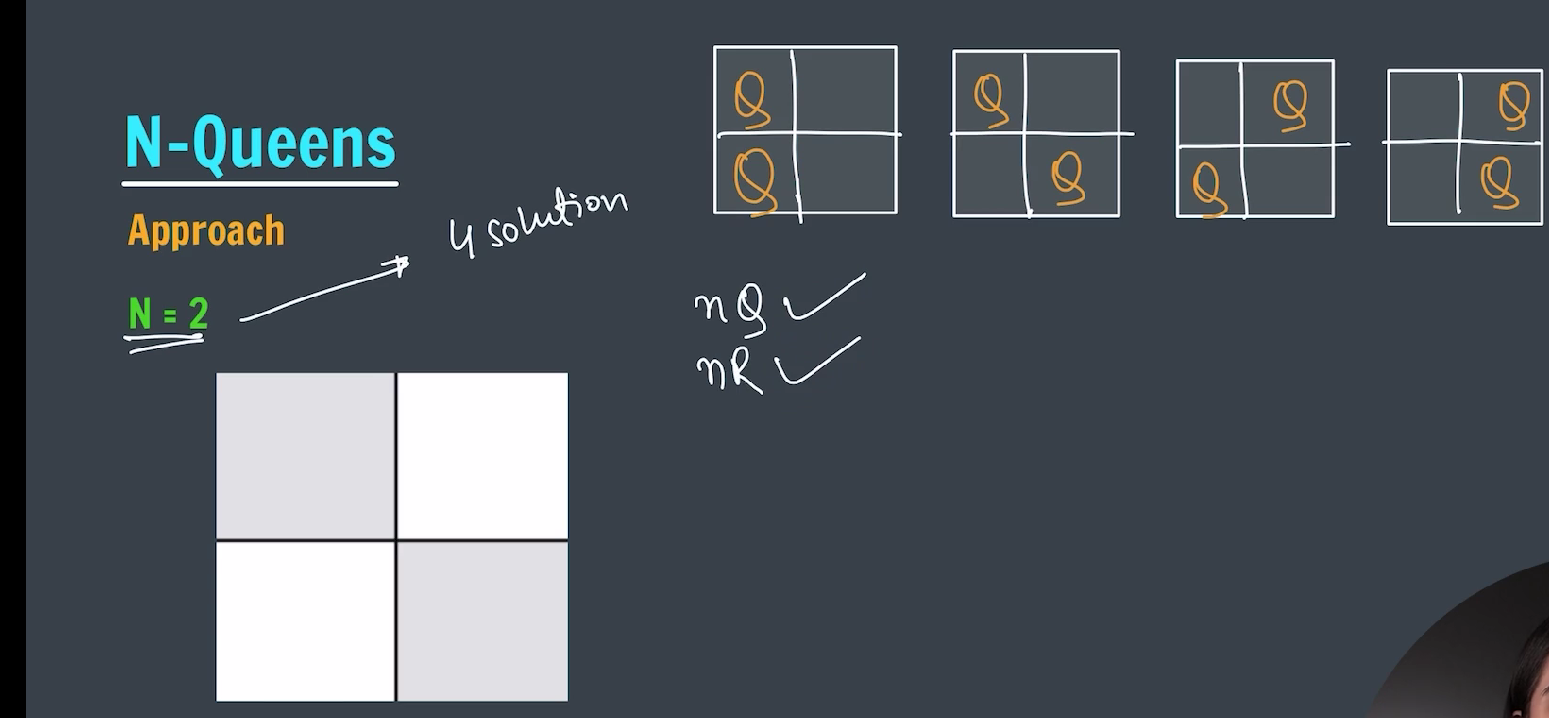 N-Queens
Approach
N = 2
4 solution
Q
Q
Q
Q
Q
Q
Q
Q
nQ
nR